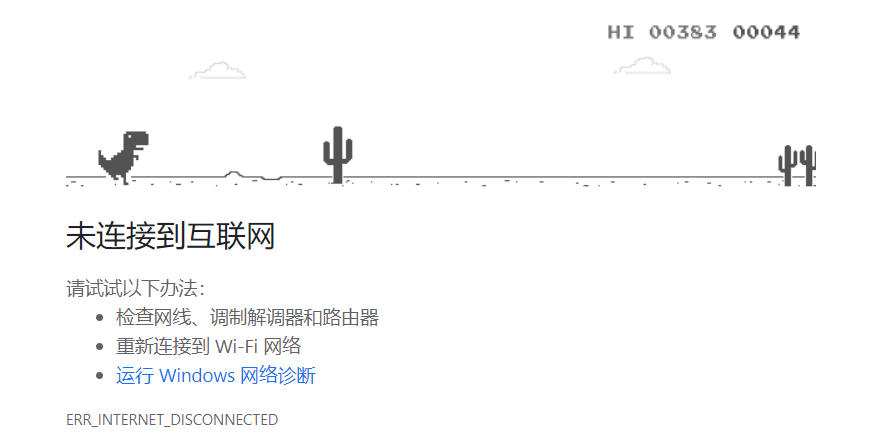 HI 00383 00044
未连接到互联网
请试试以下办法：
检查网线、调制解调器和路由器
重新连接到 Wi-Fi 网络
运行 Windows 网络诊断
ERR_INTERNET_DISCONNECTED